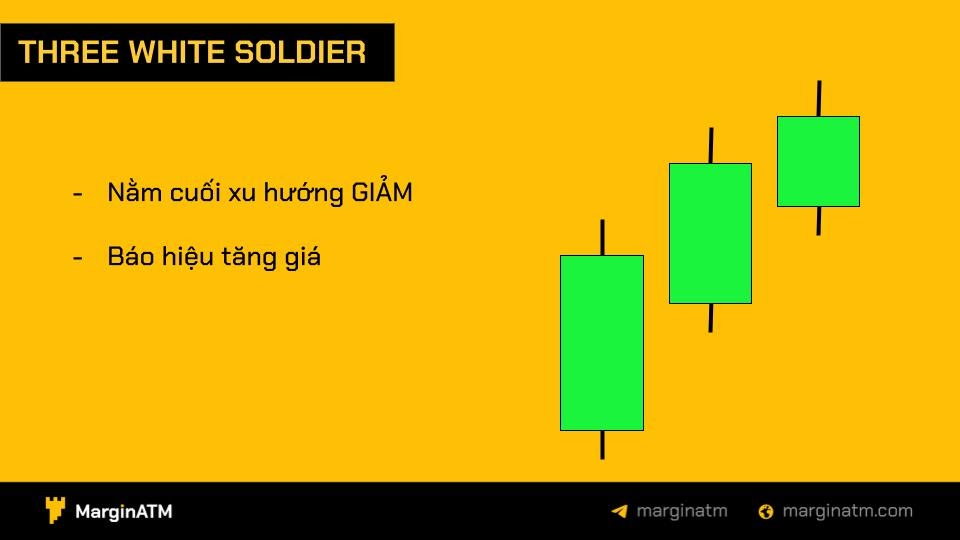 THREE WHITE SOLDIER
- Nằm cuối xu hướng GIẢM
- Báo hiệu tăng giá
MarginATM
marginatm
marginatm.com